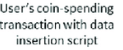 User's coin-spending
transaction with data
insertion script